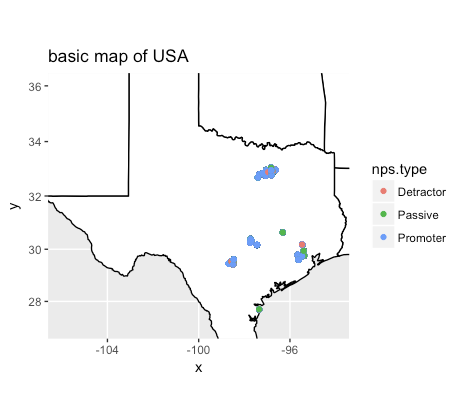 basic map of USA
36
34
32
30
28
y
-104
-100
-96
x
nps.type
Detractor
Passive
Promoter